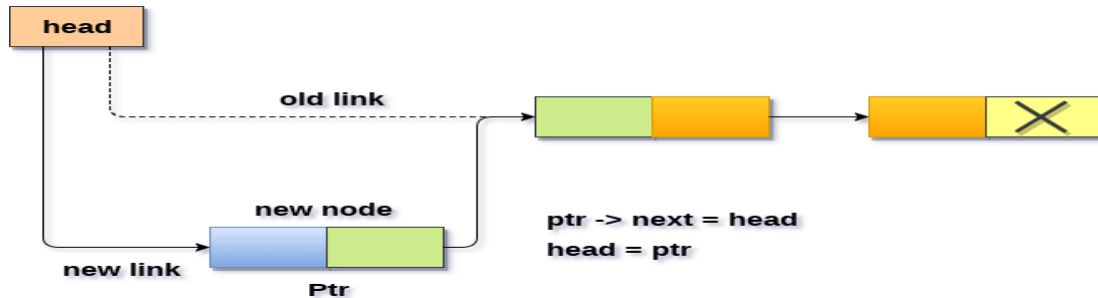 head
old link
new node
ptr -> next = head
head = ptr
new link
Ptr